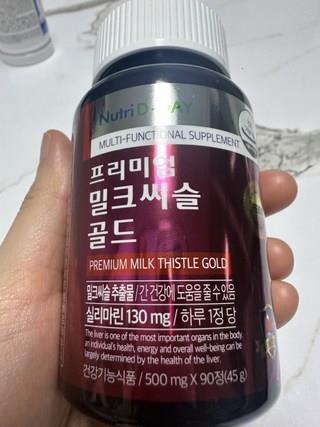 Nutri D-DAY
MULTI-FUNCTIONAL SUPPLEMENT
프리미엄
밀크씨슬
골드
PREMIUM MILK THISTLE GOLD
밀크씨슬 추출물/간 건강에 도움을 줄 수 있음
실리마린 130 mg / 하루 1정 당
The liver is one of the most important organs in the body.
an individual's health, energy and overall well-being can be
largely determined by the health of the liver.
건강기능식품 / 500 mg X 90정(45 g)